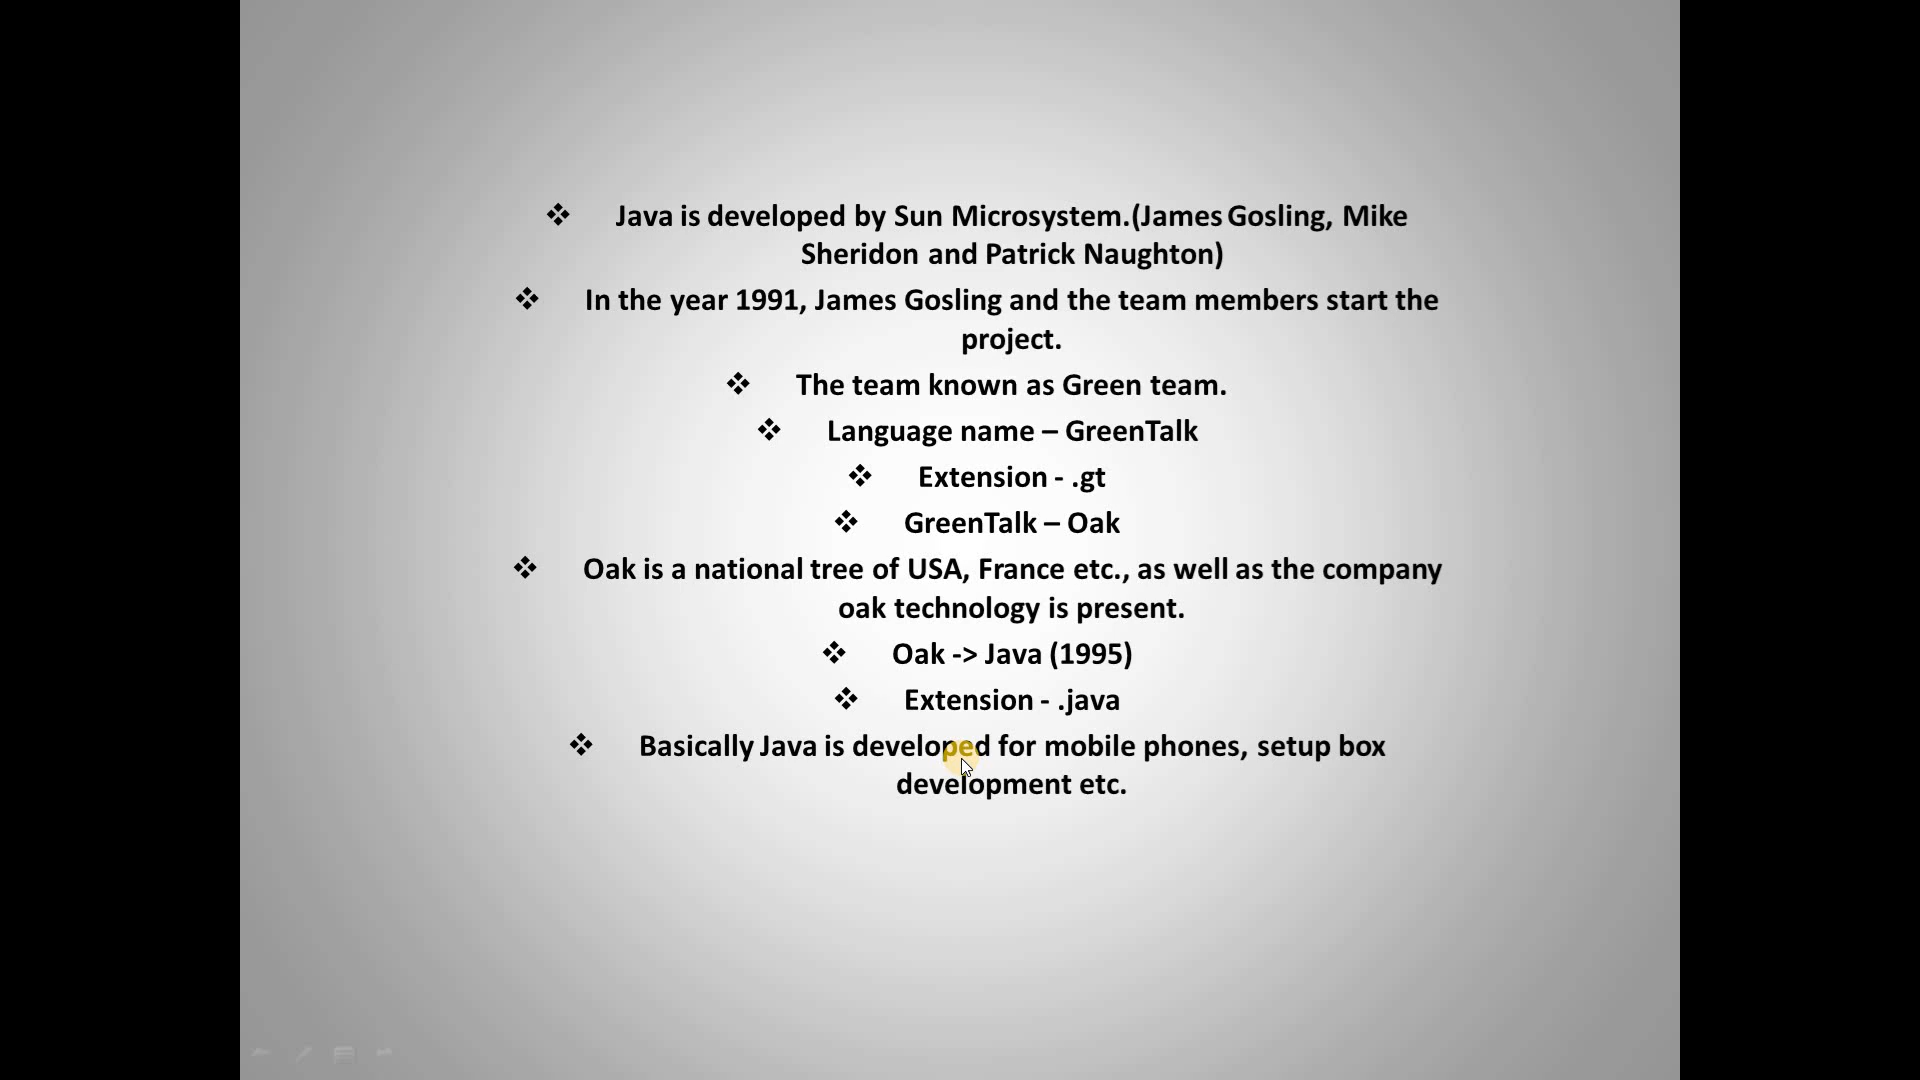 ❖ Java is developed by Sun Microsystem.(James Gosling, Mike
Sheridon and Patrick Naughton)
❖ In the year 1991, James Gosling and the team members start the
project.
❖ The team known as Green team.
❖ Language name – GreenTalk
❖ Extension - .gt
❖ GreenTalk – Oak
❖ Oak is a national tree of USA, France etc., as well as the company
oak technology is present.
❖ Oak -> Java (1995)
❖ Extension - .java
❖ Basically Java is developed for mobile phones, setup box
development etc.